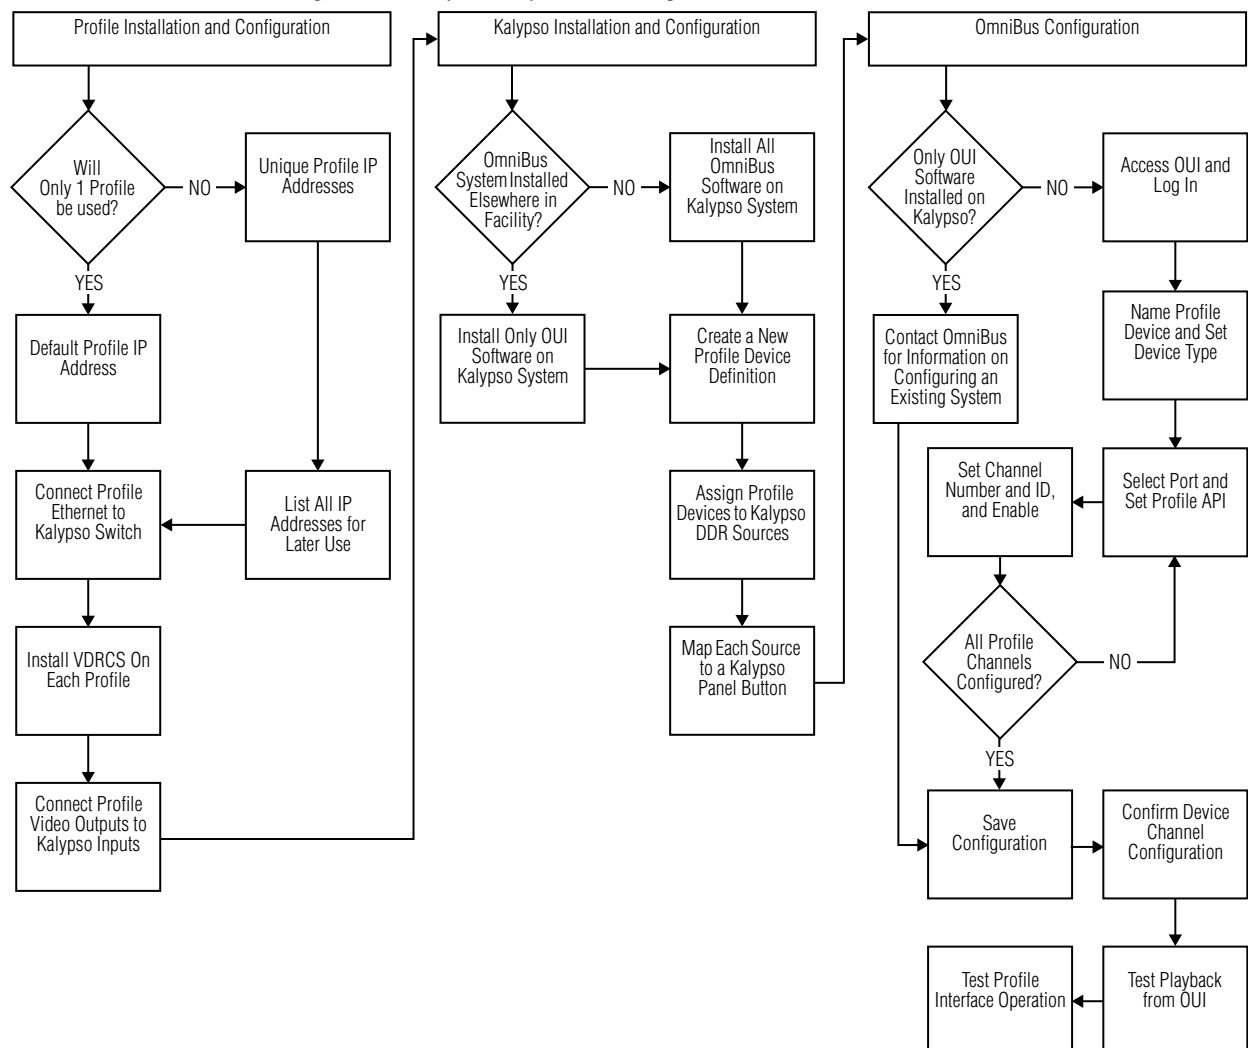 Profile Installation and Configuration
Will
Only 1 Profile
be used?
NO
Unique Profile IP
Addresses
YES
Default Profile IP
Address
Connect Profile
Ethernet to
Kalypso Switch
List All IP
Addresses for
Later Use
Install VDRCS On
Each Profile
Connect Profile
Video Outputs to
Kalypso Inputs
Kalypso Installation and Configuration
OmniBus
System Installed
Elsewhere in
Facility?
NO
Install All
OmniBus
Software on
Kalypso System
YES
Install Only OUI
Software on
Kalypso System
Create a New
Profile Device
Definition
Assign Profile
Devices to Kalypso
DDR Sources
Map Each Source
to a Kalypso
Panel Button
OmniBus Configuration
Only OUI
Software
Installed on
Kalypso?
NO
Access OUI and
Log In
YES
Contact OmniBus
for Information on
Configuring an
Existing System
Name Profile
Device and Set
Device Type
Select Port and
Set Profile API
Set Channel
Number and ID,
and Enable
All Profile
Channels
Configured?
NO
YES
Save
Configuration
Confirm Device
Channel
Configuration
Test Playback
from OUI
Test Profile
Interface Operation